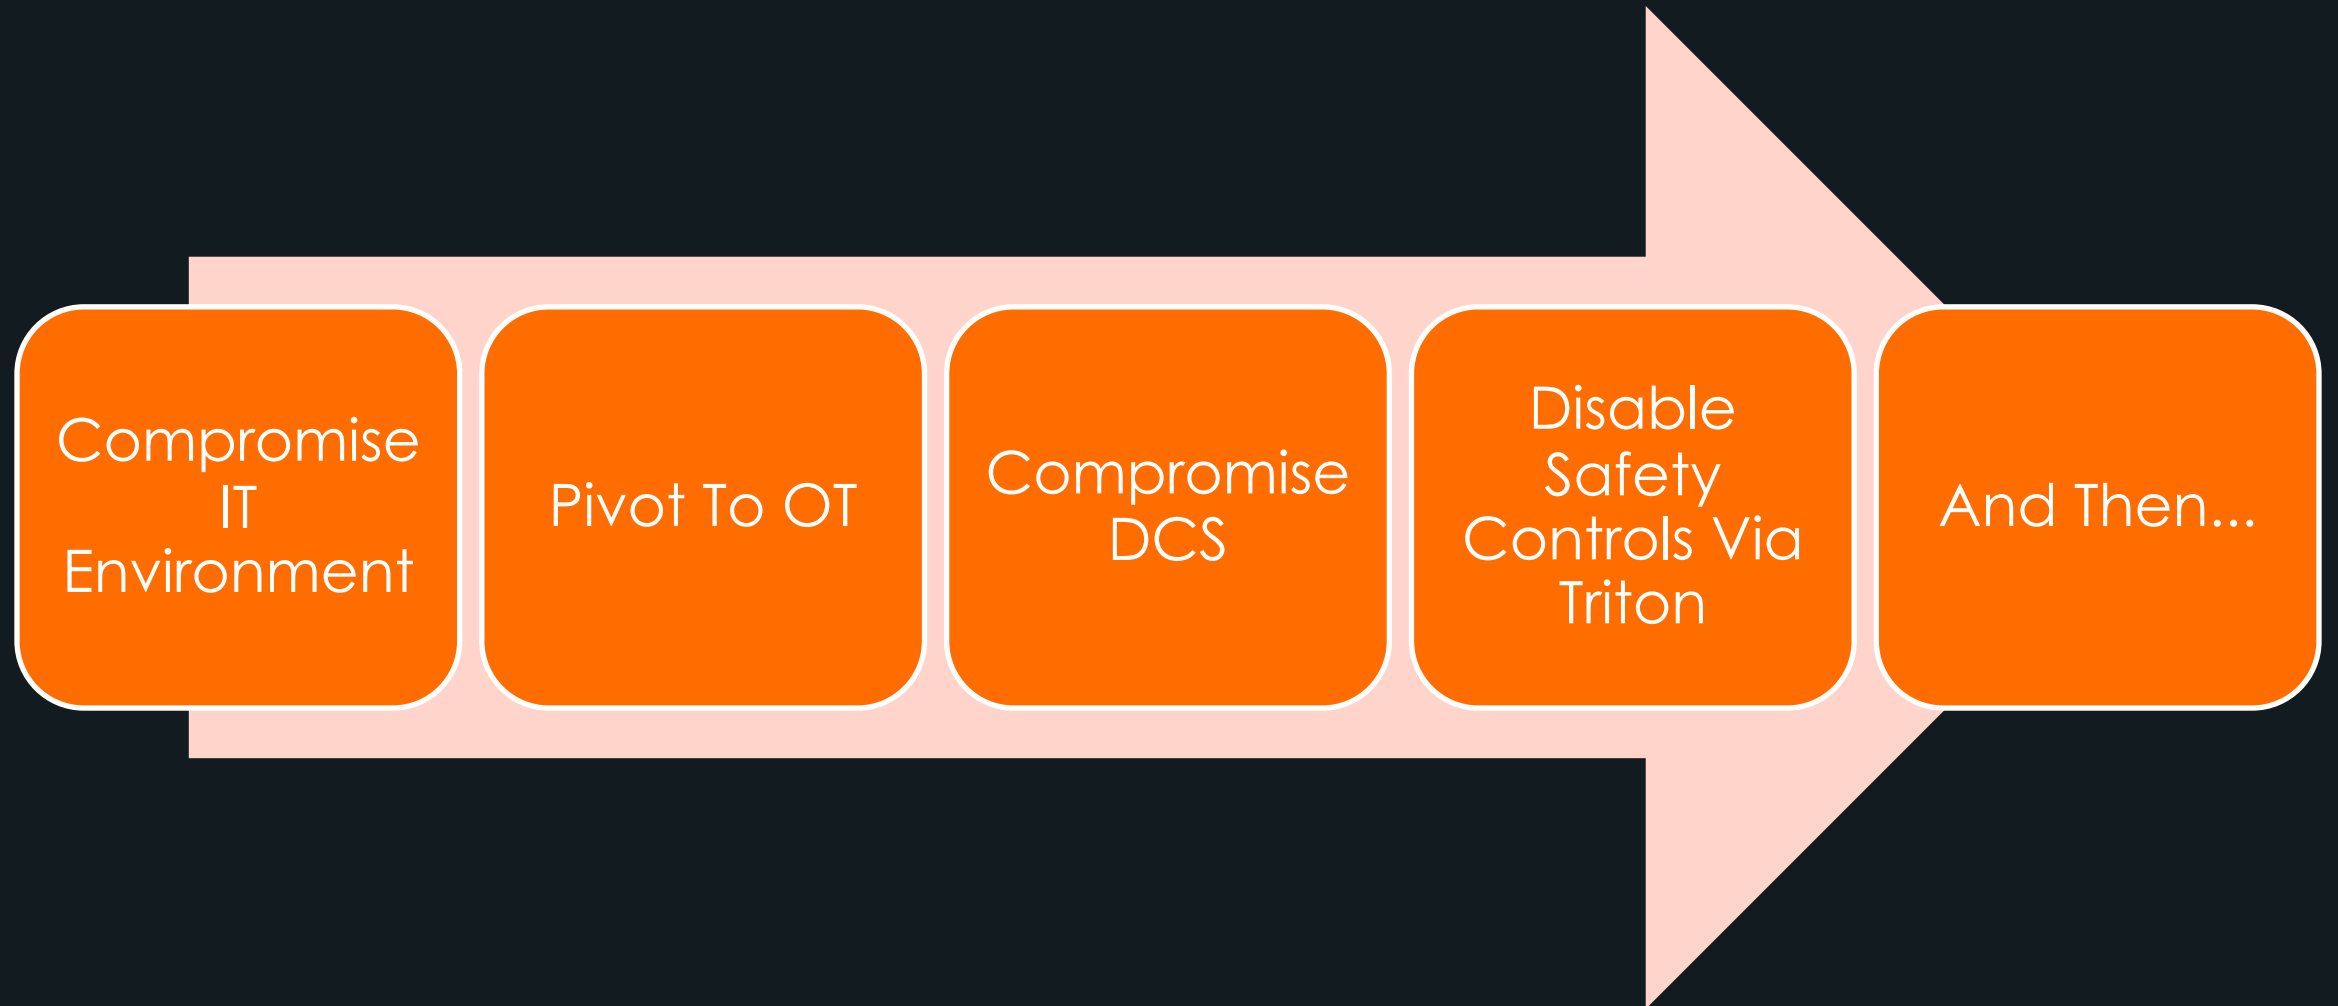 Compromise
IT
Environment
Pivot To OT
Compromise
DCS
Disable
Safety
Controls Via
Triton
And Then...